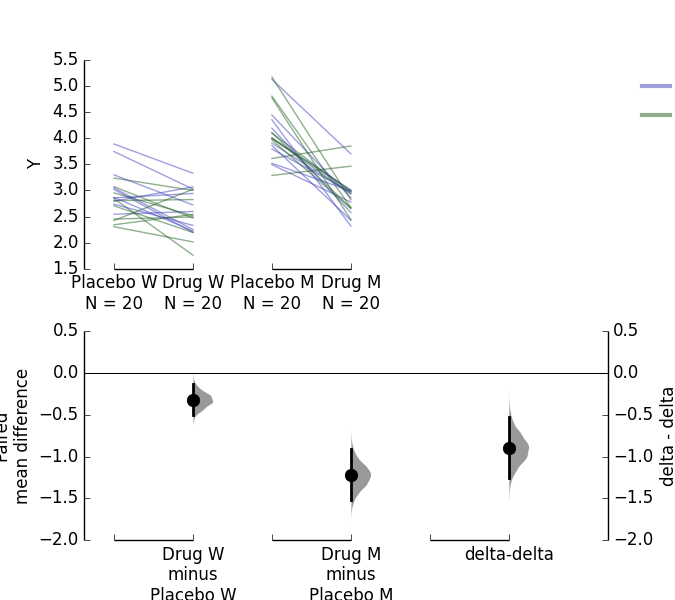 5.5
5.0
4.5
4.0
3.5
3.0
2.5
2.0
1.5
Y
Placebo W Drug W Placebo M Drug M
N = 20 N = 20 N = 20 N = 20
0.5
0.0
−0.5
−1.0
−1.5
−2.0
Paired
mean difference
0.5
0.0
−0.5
−1.0
−1.5
−2.0
delta - delta
Drug W
minus
Placebo W
Drug M
minus
Placebo M
delta-delta